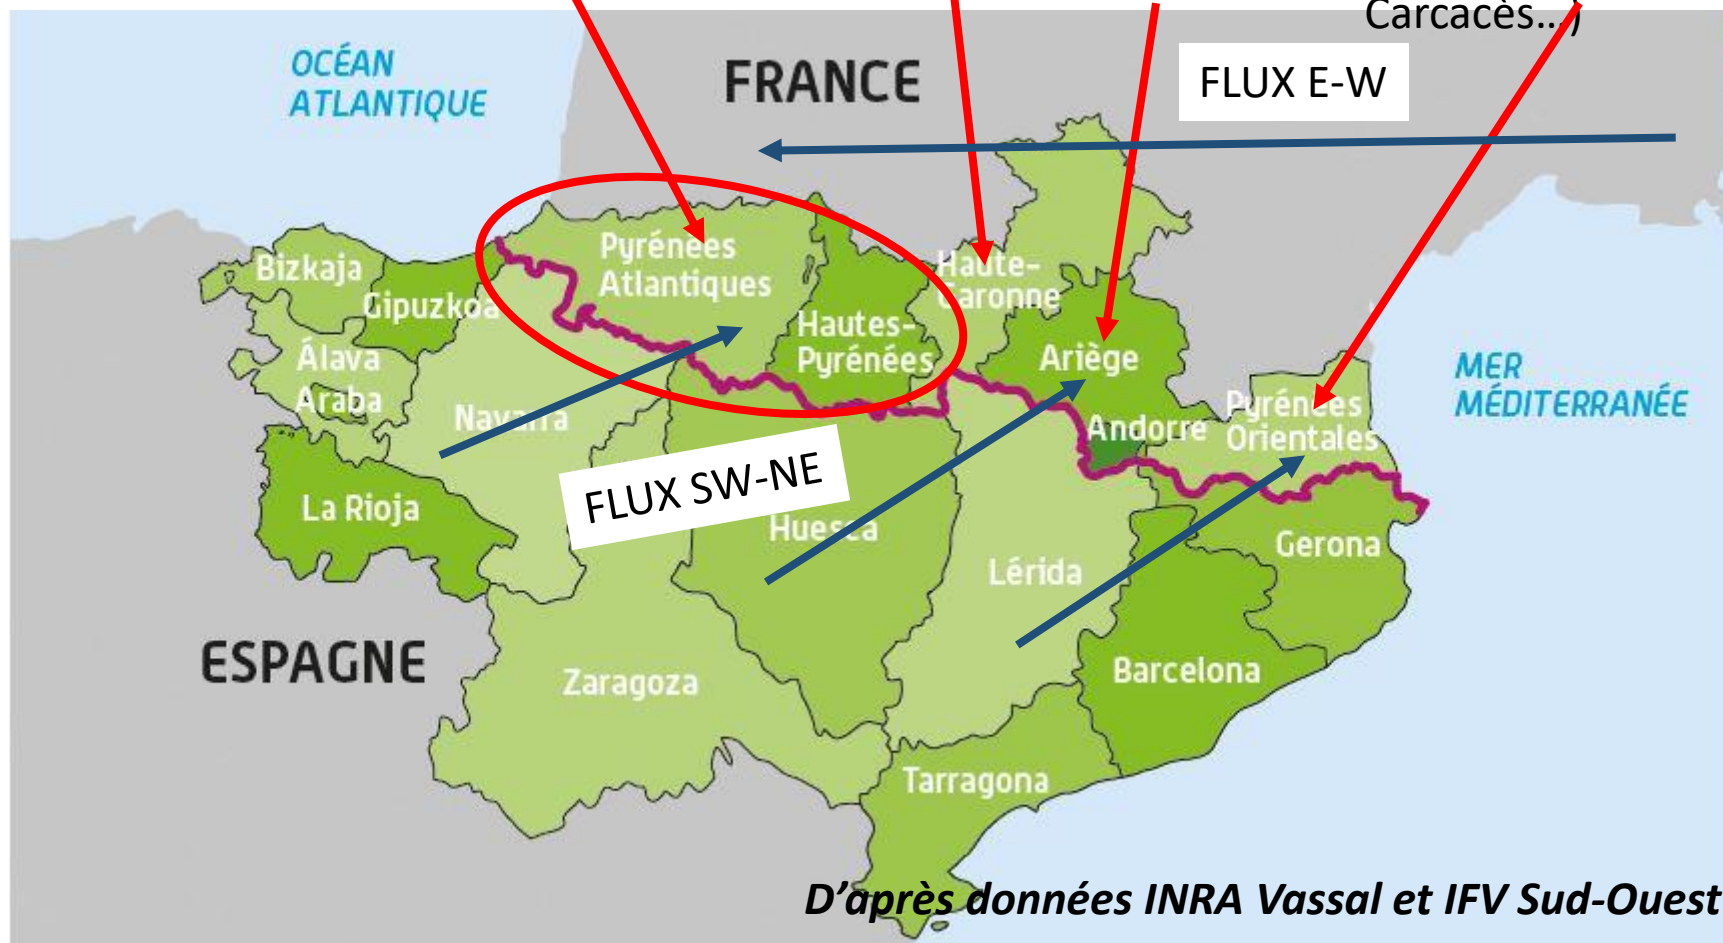 Carcacès...)
OCÉAN
ATLANTIQUE
FRANCE
FLUX E-W
Pyrénées
Atlantiques
Haute-
Garonne
Bizkaja
Gipuzkoa
Hautes-
Pyrénées
Álava
Araba
Ariège
MER
MÉDITERRANÉE
Navarra
Pyrénées
Orientales
Andorre
FLUX SW-NE
La Rioja
Huesca
Lérida
Gerona
ESPAGNE
Zaragoza
Barcelona
Tarragona
D'après données INRA Vassal et IFV Sud-Ouest